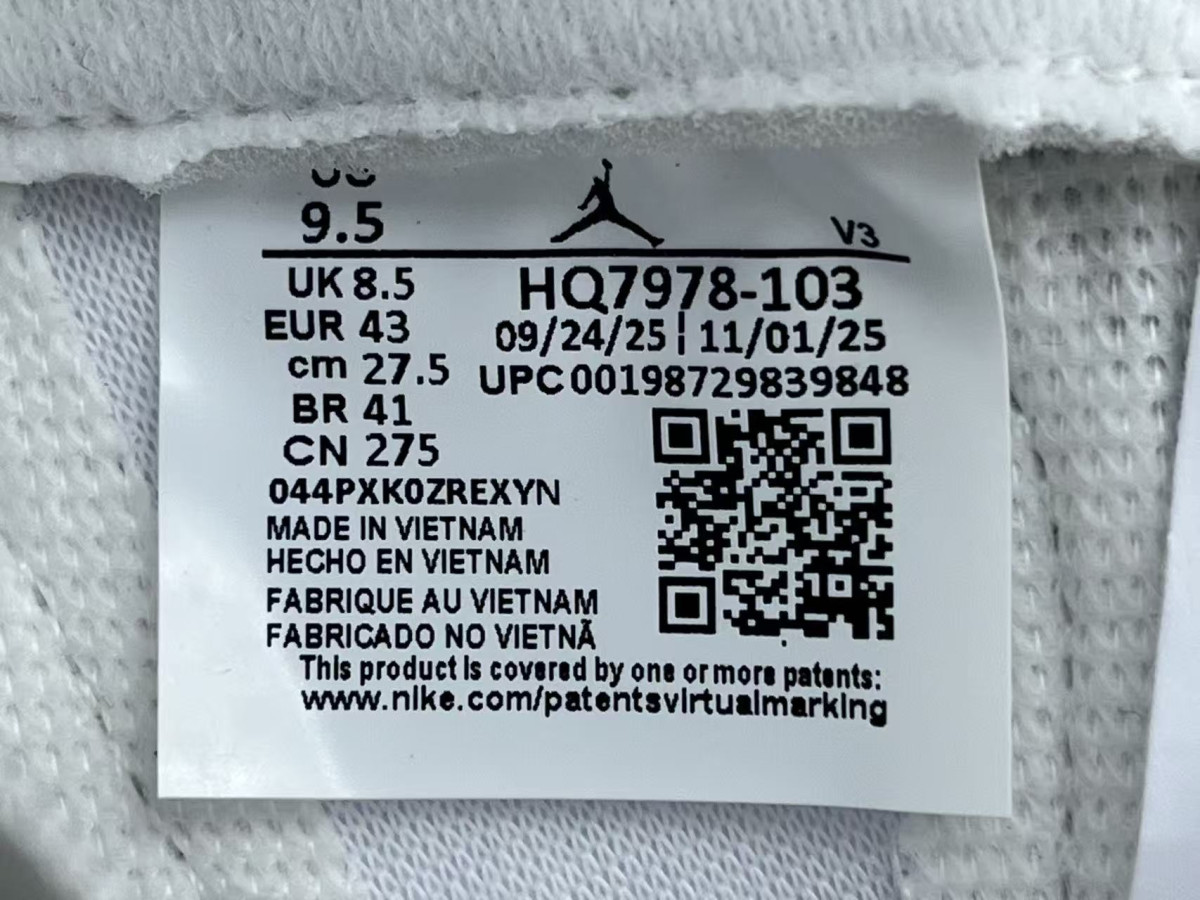 US
9.5
V3
UK 8.5
HQ7978-103
EUR 43
09/24/25 | 11/01/25
cm 27.5
UPC00198729839848
BR 41
CN 275
044PXK0ZREXYN
MADE IN VIETNAM
HECHO EN VIETNAM
FABRIQUE AU VIETNAM
FABRICADO NO VIETNÃ
This product is covered by one or more patents:
www.nike.com/patentsvirtualmarking